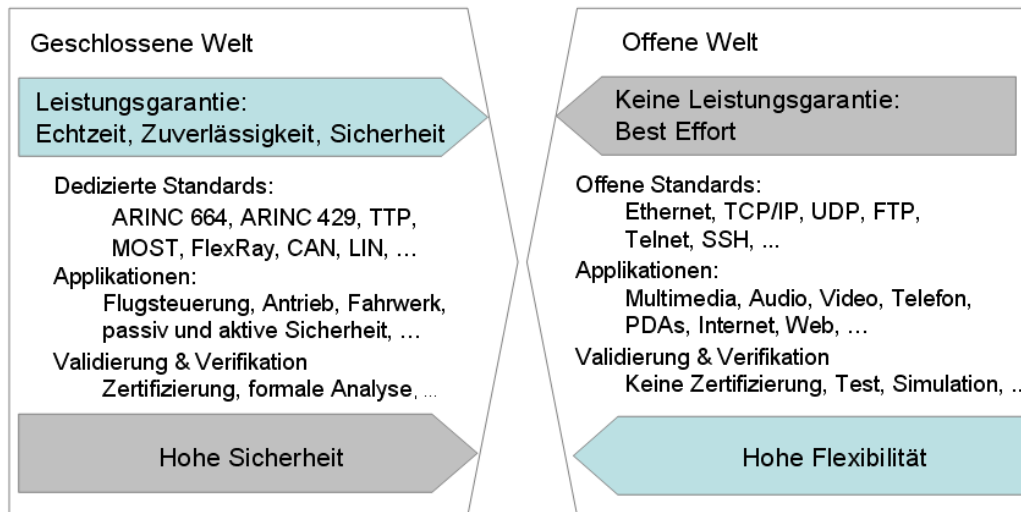 Geschlossene Welt
Leistungsgarantie:
Echtzeit, Zuverlässigkeit, Sicherheit
Dedizierte Standards:
ARINC 664, ARINC 429, TTP,
MOST, FlexRay, CAN, LIN, …
Applikationen:
Flugsteuerung, Antrieb, Fahrwerk,
passiv und aktive Sicherheit, …
Validierung & Verifikation
Zertifizierung, formale Analyse, ...
Hohe Sicherheit
Offene Welt
Keine Leistungsgarantie:
Best Effort
Offene Standards:
Ethernet, TCP/IP, UDP, FTP,
Telnet, SSH, ...
Applikationen:
Multimedia, Audio, Video, Telefon,
PDAs, Internet, Web, …
Validierung & Verifikation
Keine Zertifizierung, Test, Simulation, ..
Hohe Flexibilität